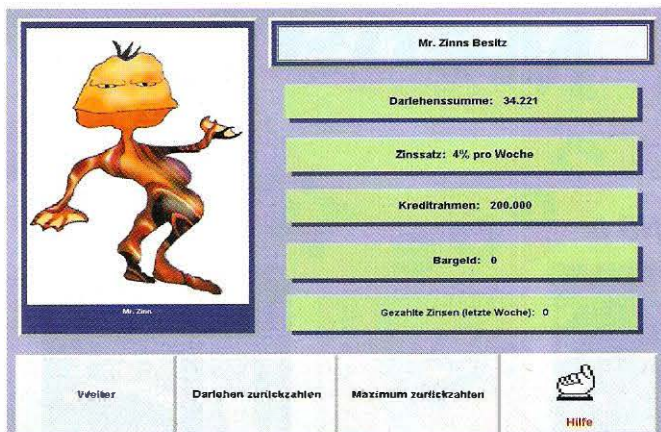 Mr. Zinns Besitz
Darlehenssumme: 34.221
Zinssatz: 4% pro Woche
Kreditrahmen: 200.000
Bargeld: 0
Gezahlte Zinsen (letzte Woche): 0
Mr. Zinn
Weiter
Darlehen zurückzahlen
Maximum zurückzahlen
Hilfe